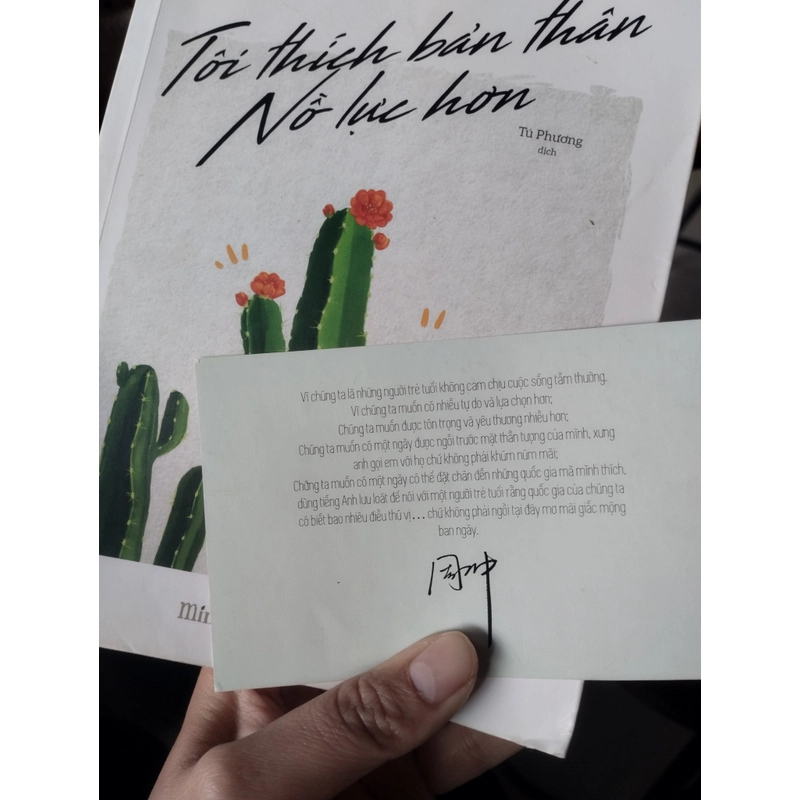 Tôi thích bản thân
Nỗ lực hơn
Tú Phương
dịch
Vì chúng ta là những người trẻ tuổi không cam chịu cuộc sống tầm thường.
Vì chúng ta muốn có nhiều tự do và lựa chọn hơn;
Chúng ta muốn được tôn trọng và yêu thương nhiều hơn;
Chúng ta muốn có một ngày được ngồi trước mặt thần tượng của mình, xưng
anh gọi em với họ chứ không phải khúm núm mãi;
Chúng ta muốn có một ngày có thể đặt chân đến những quốc gia mà mình thích,
dùng tiếng Anh lưu loát để nói với một người trẻ tuổi rằng quốc gia của chúng ta
có biết bao nhiêu điều thú vị... chứ không phải ngồi tại đây mơ mãi giấc mộng
ban ngày.
周冲